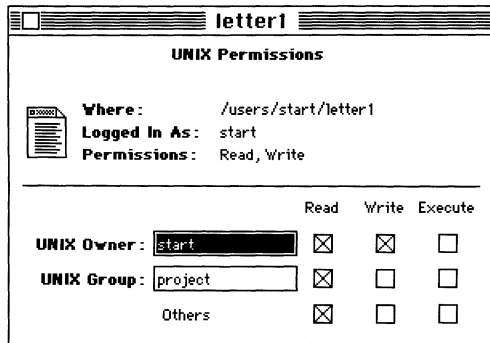 letter1
UNIX Permissions
Where: /users/start/letter1
Logged In As: start
Permissions: Read, Write
Read Write Execute
UNIX Owner: start
UNIX Group: project
Others